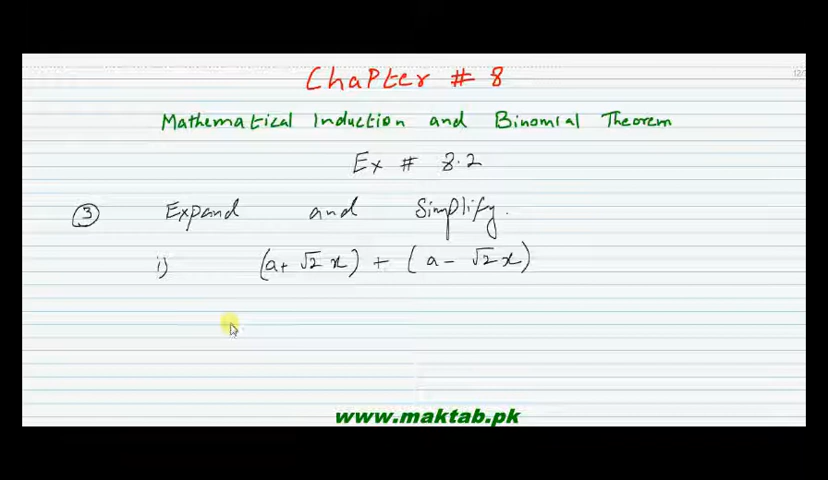 Chapter # 8
Mathematical Induction and Binomial Theorem
Ex # 8.2
③ Expand and Simplify.
i) (a+ √2 x) + (a- √2 x)
www.maktab.pk